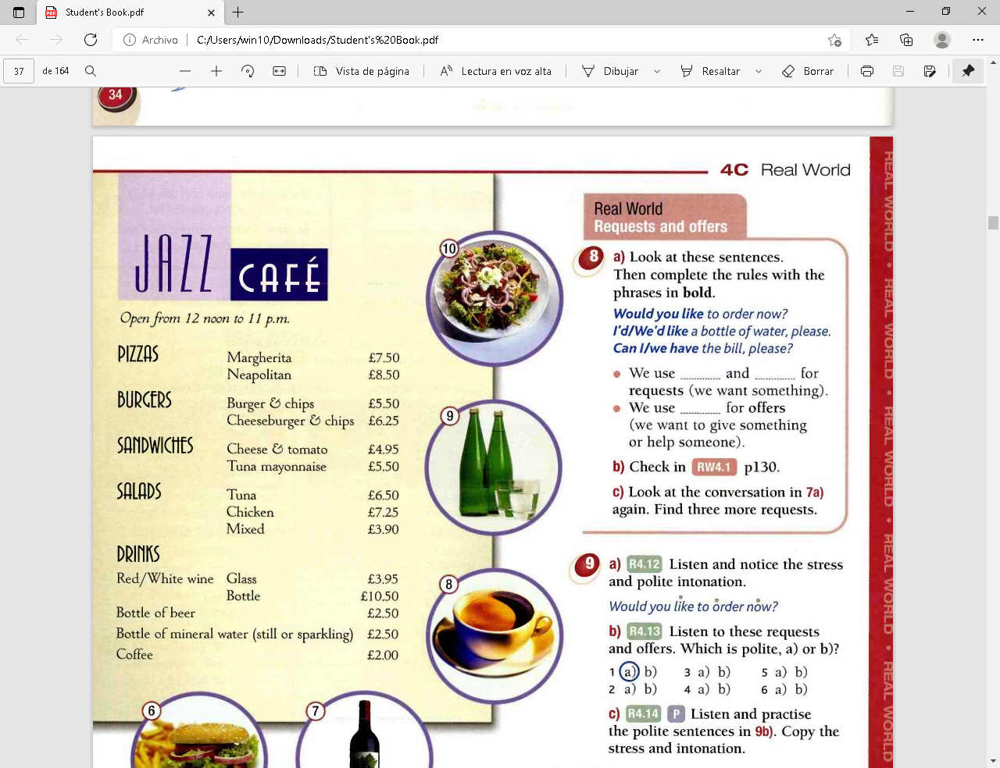 Student's Book.pdf
Archivo C:/Users/win10/Downloads/Student's%20Book.pdf
37 de 164 Vista de página Lectura en voz alta Dibujar Resaltar Borrar
34
4C Real World
REAL WORLD • REAL WORLD • REAL WORLD • REAL WORLD
JAZZ CAFÉ
Open from 12 noon to 11 p.m.
PIZZAS
Margherita £7.50
Neapolitan £8.50
BURGERS
Burger & chips £5.50
Cheeseburger & chips £6.25
SANDWICHES
Cheese & tomato £4.95
Tuna mayonnaise £5.50
SALADS
Tuna £6.50
Chicken £7.25
Mixed £3.90
DRINKS
Red/White wine Glass £3.95
Bottle £10.50
Bottle of beer £2.50
Bottle of mineral water (still or sparkling) £2.50
Coffee £2.00
10
9
8
6
7
Real World
Requests and offers
8 a) Look at these sentences.
Then complete the rules with the
phrases in bold.
Would you like to order now?
I'd/We'd like a bottle of water, please.
Can I/we have the bill, please?
• We use ............ and ............ for
requests (we want something).
• We use ............ for offers
(we want to give something
or help someone).
b) Check in RW4.1 p130.
c) Look at the conversation in 7a)
again. Find three more requests.
9 a) R4.12 Listen and notice the stress
and polite intonation.
Would you like to order now?
b) R4.13 Listen to these requests
and offers. Which is polite, a) or b)?
1 a) b) 3 a) b) 5 a) b)
2 a) b) 4 a) b) 6 a) b)
c) R4.14 P Listen and practise
the polite sentences in 9b). Copy the
stress and intonation.